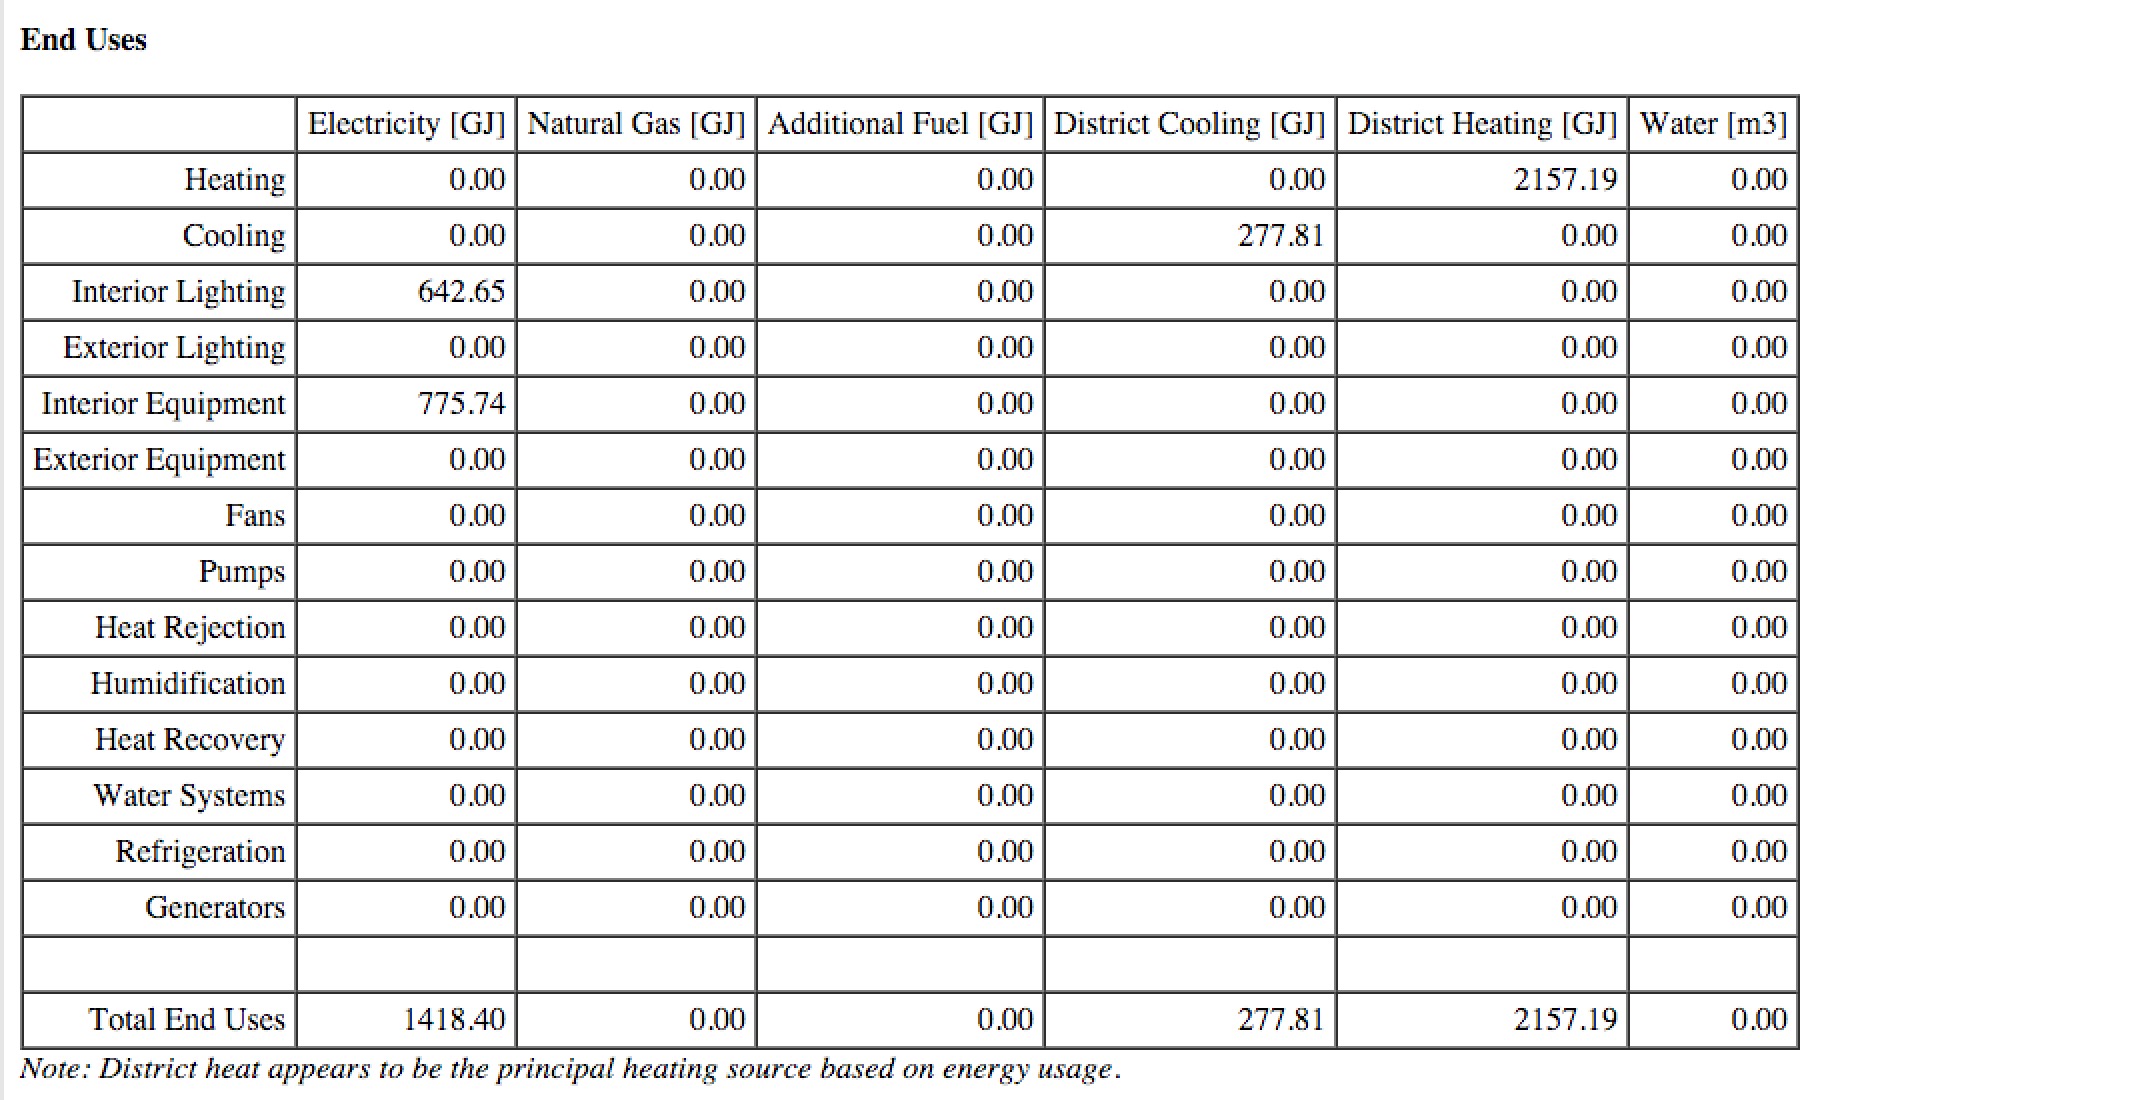 End Uses
Electricity [GJ] Natural Gas [GJ] Additional Fuel [GJ] District Cooling [GJ] District Heating [GJ] Water [m3]
Heating 0.00 0.00 0.00 0.00 2157.19 0.00
Cooling 0.00 0.00 0.00 277.81 0.00 0.00
Interior Lighting 642.65 0.00 0.00 0.00 0.00 0.00
Exterior Lighting 0.00 0.00 0.00 0.00 0.00 0.00
Interior Equipment 775.74 0.00 0.00 0.00 0.00 0.00
Exterior Equipment 0.00 0.00 0.00 0.00 0.00 0.00
Fans 0.00 0.00 0.00 0.00 0.00 0.00
Pumps 0.00 0.00 0.00 0.00 0.00 0.00
Heat Rejection 0.00 0.00 0.00 0.00 0.00 0.00
Humidification 0.00 0.00 0.00 0.00 0.00 0.00
Heat Recovery 0.00 0.00 0.00 0.00 0.00 0.00
Water Systems 0.00 0.00 0.00 0.00 0.00 0.00
Refrigeration 0.00 0.00 0.00 0.00 0.00 0.00
Generators 0.00 0.00 0.00 0.00 0.00 0.00
Total End Uses 1418.40 0.00 0.00 277.81 2157.19 0.00
Note: District heat appears to be the principal heating source based on energy usage.